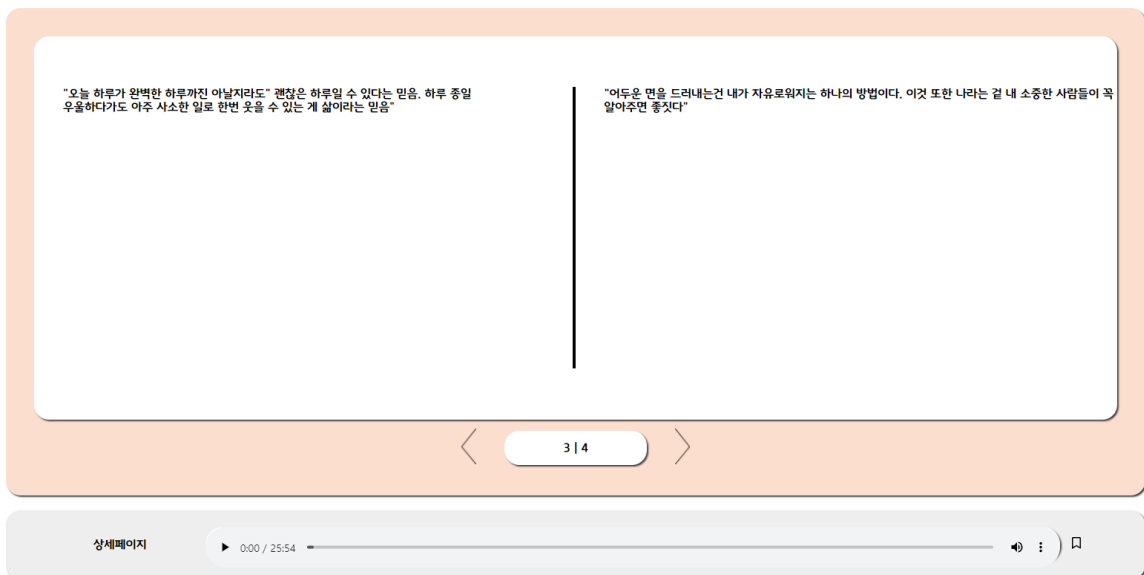 "오늘 하루가 완벽한 하루까진 아날지라도" 괜찮은 하루일 수 있다는 믿음. 하루 종일
우울하다가도 아주 사소한 일로 한번 웃을 수 있는 게 삶이라는 믿음"
"어두운 면을 드러내는건 내가 자유로워지는 하나의 방법이다. 이것 또한 나라는 겉 내 소중한 사람들이 꼭
알아주면 좋짓다"
3 | 4
상세페이지
0:00 / 25:54